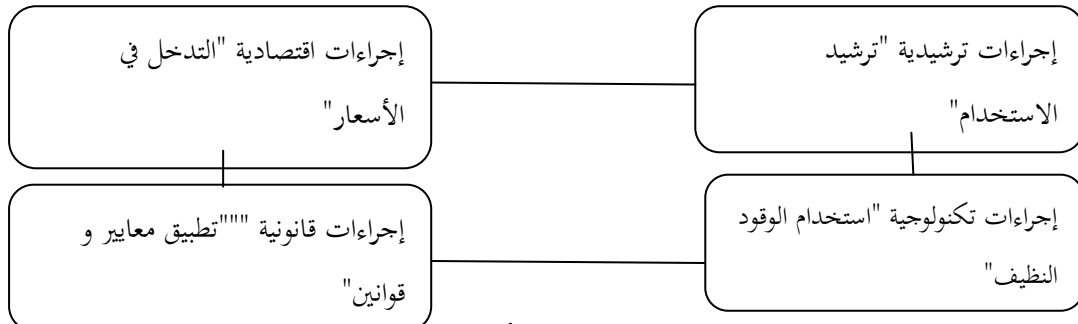 إجراءات ترشيدية "ترشيد
الاستخدام"
إجراءات اقتصادية "التدخل في
الأسعار"
إجراءات تكنولوجية "استخدام الوقود
النظيف"
إجراءات قانونية """تطبيق معايير و
قوانين"